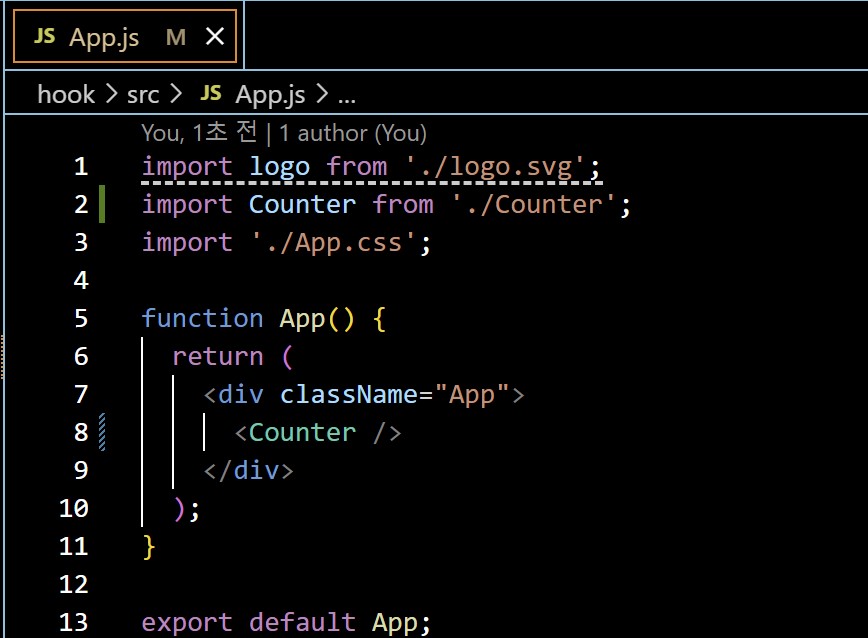 JS App.js M
hook > src > JS App.js > ...
You, 1초 전 | 1 author (You)
1 import logo from './logo.svg';
2 import Counter from './Counter';
3 import './App.css';
4
5 function App() {
6 return (
7 <div className="App">
8 <Counter />
9 </div>
10 );
11 }
12
13 export default App;